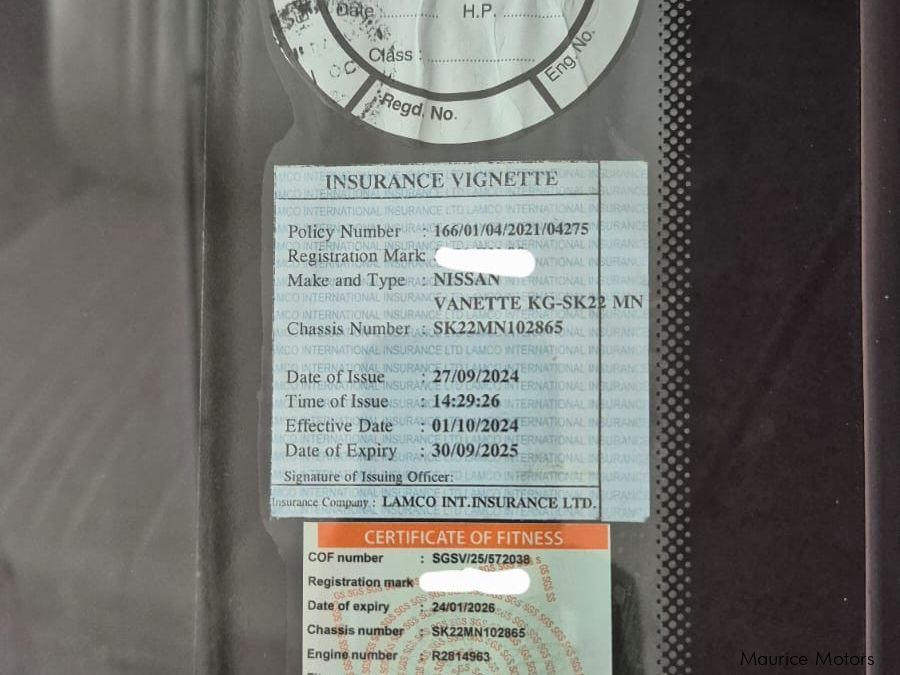 Date ............ H.P. ............
Class : ........................
Regd. No.
Eng. No.
INSURANCE VIGNETTE
Policy Number : 166/01/04/2021/04275
Registration Mark :
Make and Type : NISSAN
VANETTE KG-SK22 MN
Chassis Number : SK22MN102865
Date of Issue : 27/09/2024
Time of Issue : 14:29:26
Effective Date : 01/10/2024
Date of Expiry : 30/09/2025
Signature of Issuing Officer:
Insurance Company : LAMCO INT.INSURANCE LTD.
CERTIFICATE OF FITNESS
COF number : SGSV/25/572038
Registration mark
Date of expiry : 24/01/2026
Chassis number : SK22MN102865
Engine number : R2814963
Maurice Motors